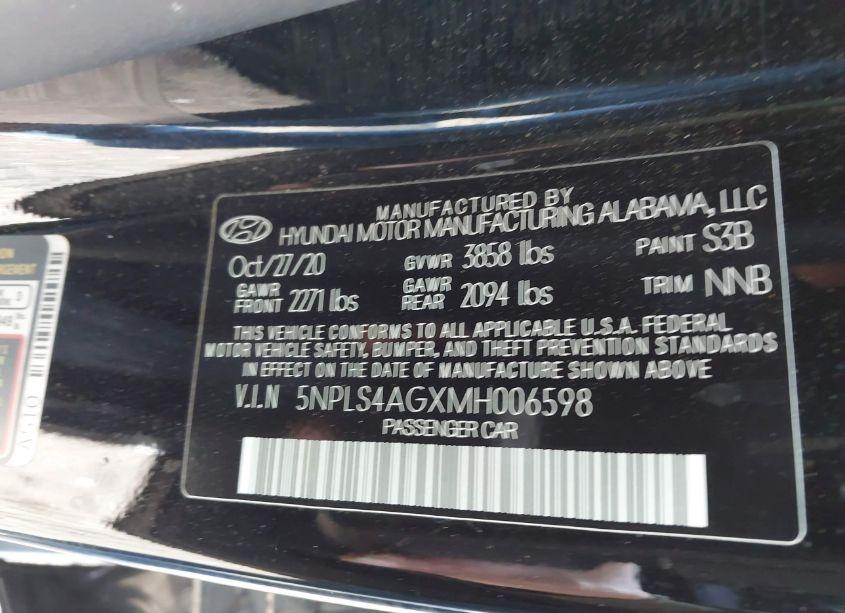 MANUFACTURED BY
HYUNDAI MOTOR MANUFACTURING ALABAMA, LLC
Oct/27/20 GVWR 3858 lbs PAINT S3B
GAWR FRONT 2271 lbs GAWR REAR 2094 lbs TRIM NNB
THIS VEHICLE CONFORMS TO ALL APPLICABLE U.S.A. FEDERAL
MOTOR VEHICLE SAFETY, BUMPER, AND THEFT PREVENTION STANDARDS
IN EFFECT ON THE DATE OF MANUFACTURE SHOWN ABOVE
V.I.N 5NPLS4AGXMH006598
PASSENGER CAR